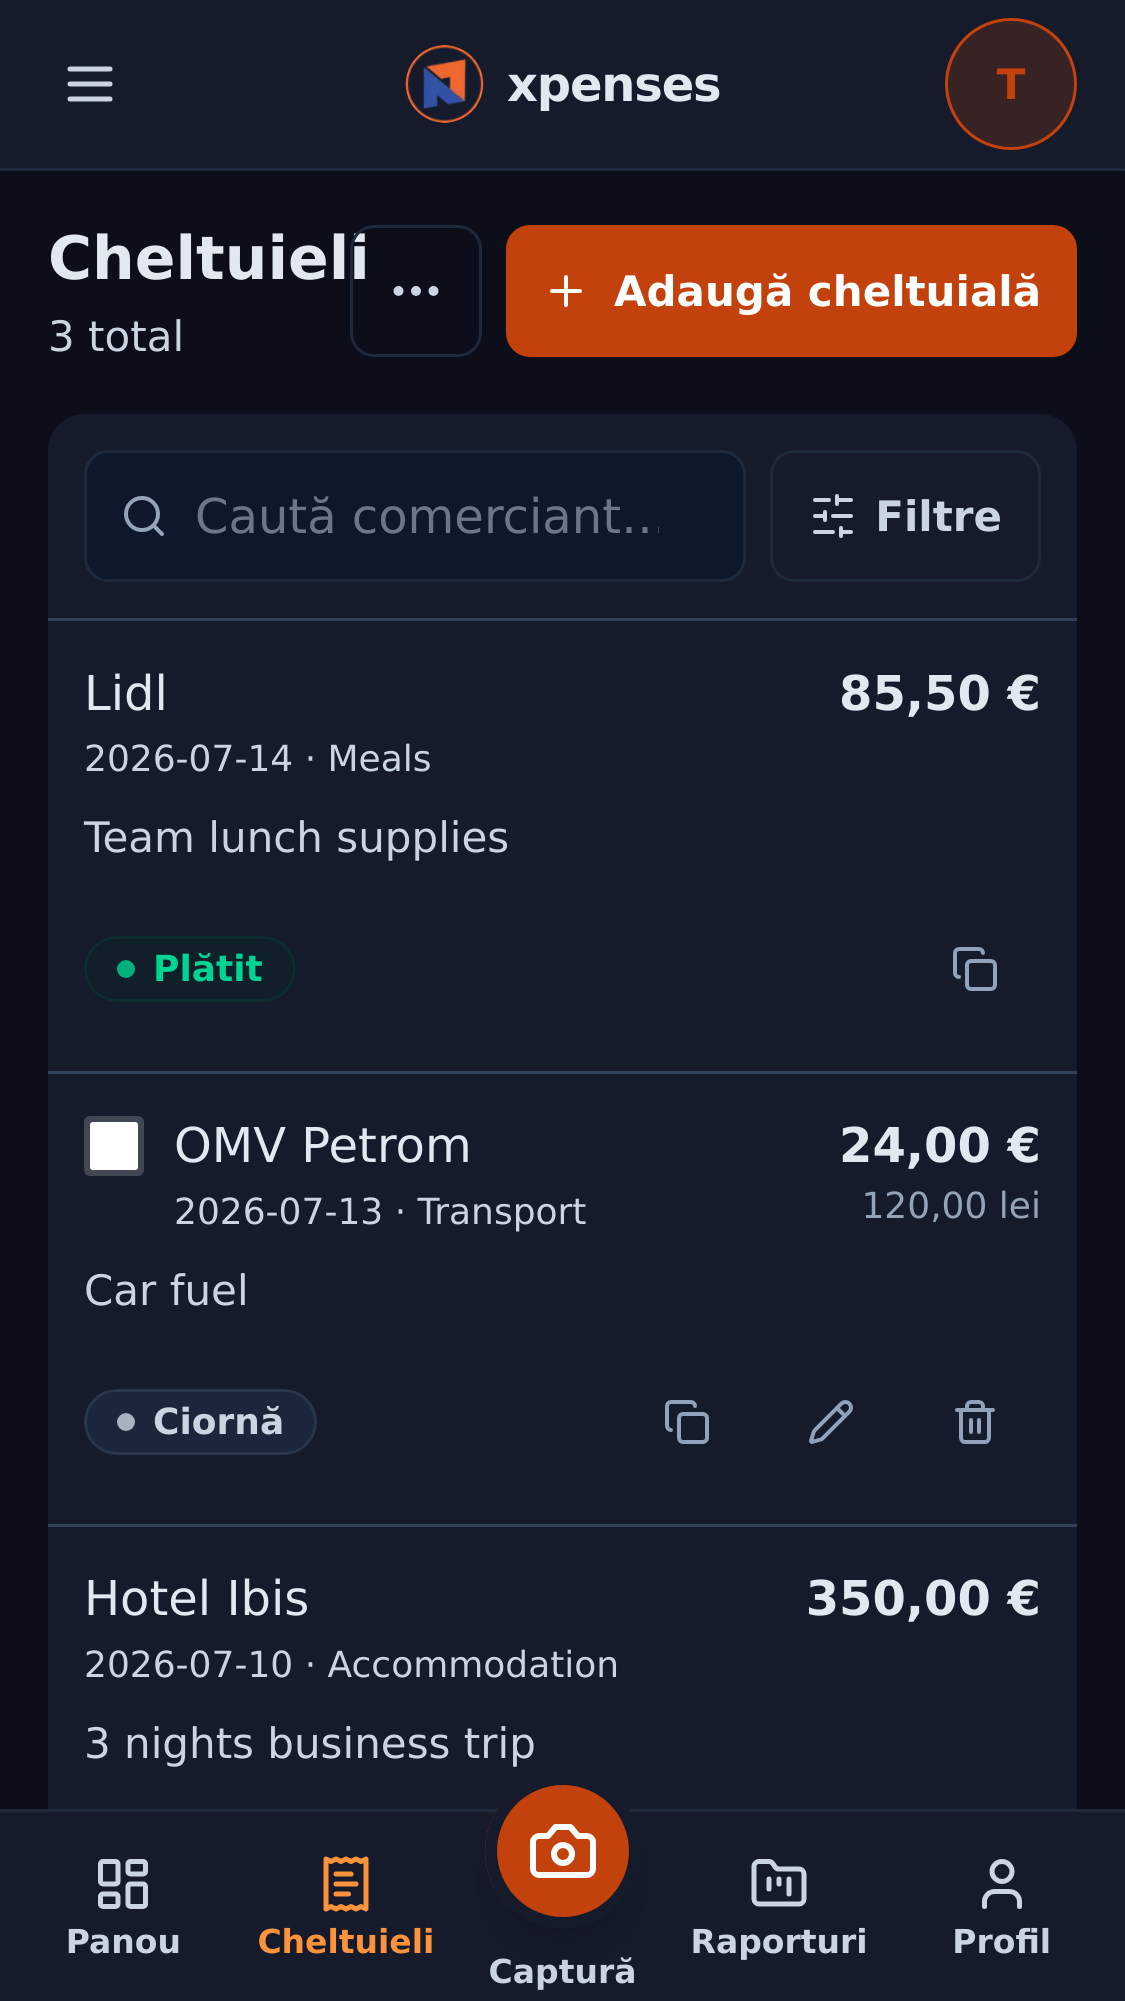 xpenses
T
Cheltuieli
3 total
Adaugă cheltuială
Caută comerciant...
Filtre
Lidl
85,50 €
2026-07-14 · Meals
Team lunch supplies
Plătit
OMV Petrom
24,00 €
2026-07-13 · Transport
120,00 lei
Car fuel
Ciornă
Hotel Ibis
350,00 €
2026-07-10 · Accommodation
3 nights business trip
Panou
Cheltuieli
Captură
Raporturi
Profil